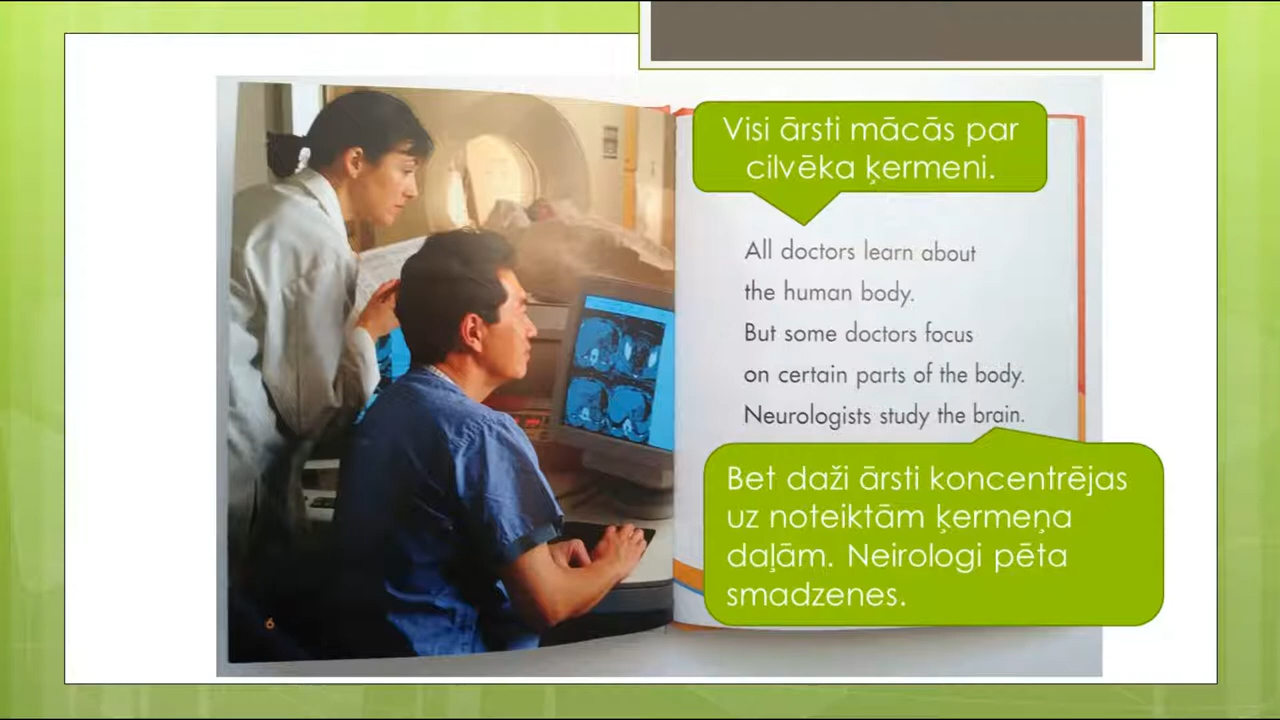 Visi ārsti mācās par
cilvēka ķermeni.
All doctors learn about
the human body.
But some doctors focus
on certain parts of the body.
Neurologists study the brain.
Bet daži ārsti koncentrējas
uz noteiktām ķermeņa
daļām. Neirologi pēta
smadzenes.
6